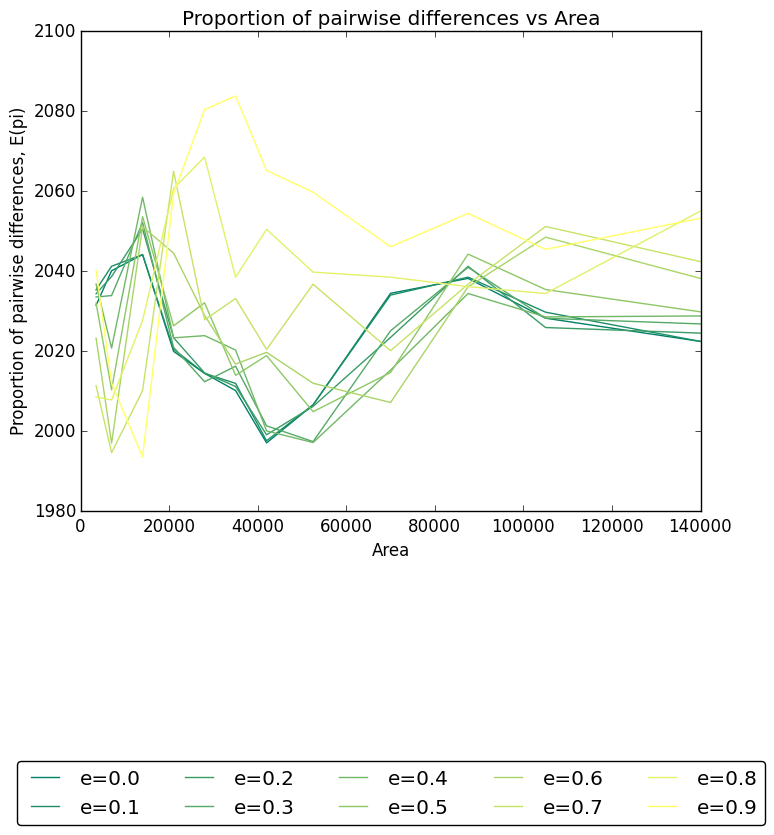 Proportion of pairwise differences vs Area
2100
2080
2060
2040
2020
2000
1980
Proportion of pairwise differences, E(pi)
0 20000 40000 60000 80000 100000 120000 140000
Area
e=0.0 e=0.2 e=0.4 e=0.6 e=0.8
e=0.1 e=0.3 e=0.5 e=0.7 e=0.9